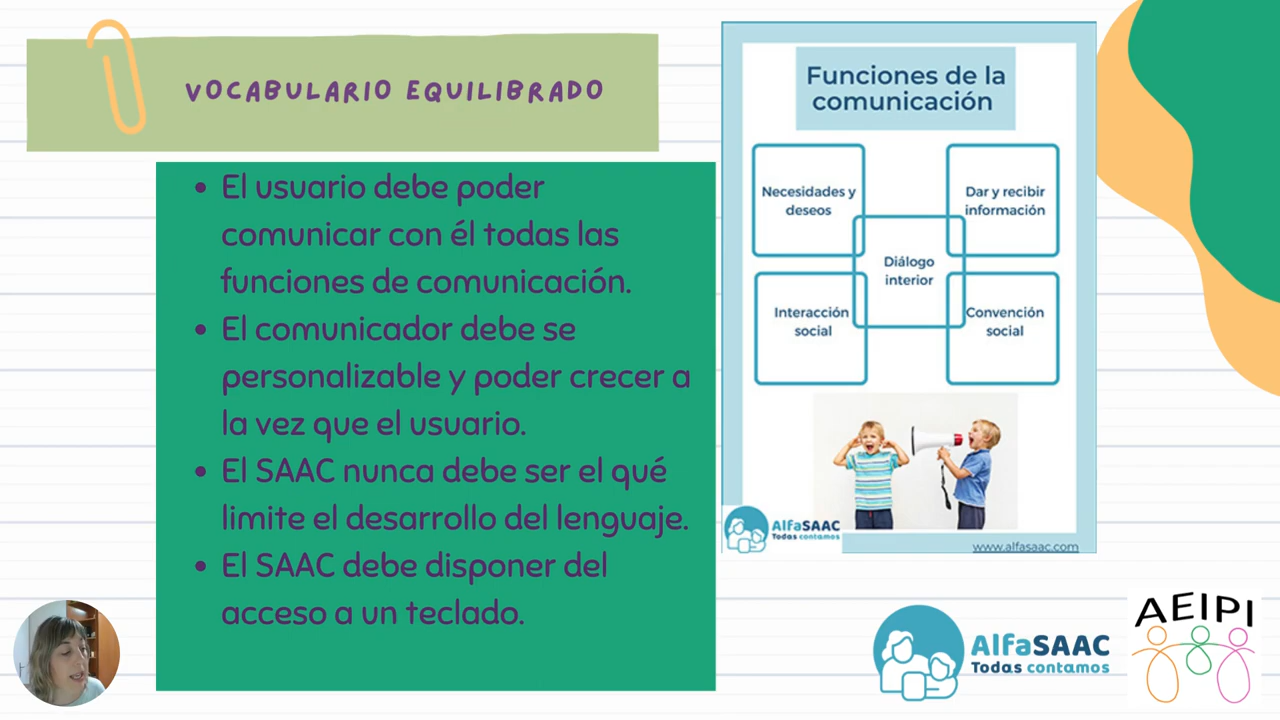 VOCABULARIO EQUILIBRADO
• El usuario debe poder
comunicar con él todas las
funciones de comunicación.
• El comunicador debe se
personalizable y poder crecer a
la vez que el usuario.
• El SAAC nunca debe ser el qué
limite el desarrollo del lenguaje.
• El SAAC debe disponer del
acceso a un teclado.
Funciones de la
comunicación
Necesidades y
deseos
Dar y recibir
información
Diálogo
interior
Interacción
social
Convención
social
AlfaSAAC
Todas contamos
www.alfasaac.com
AlfaSAAC
Todas contamos
AEIPI